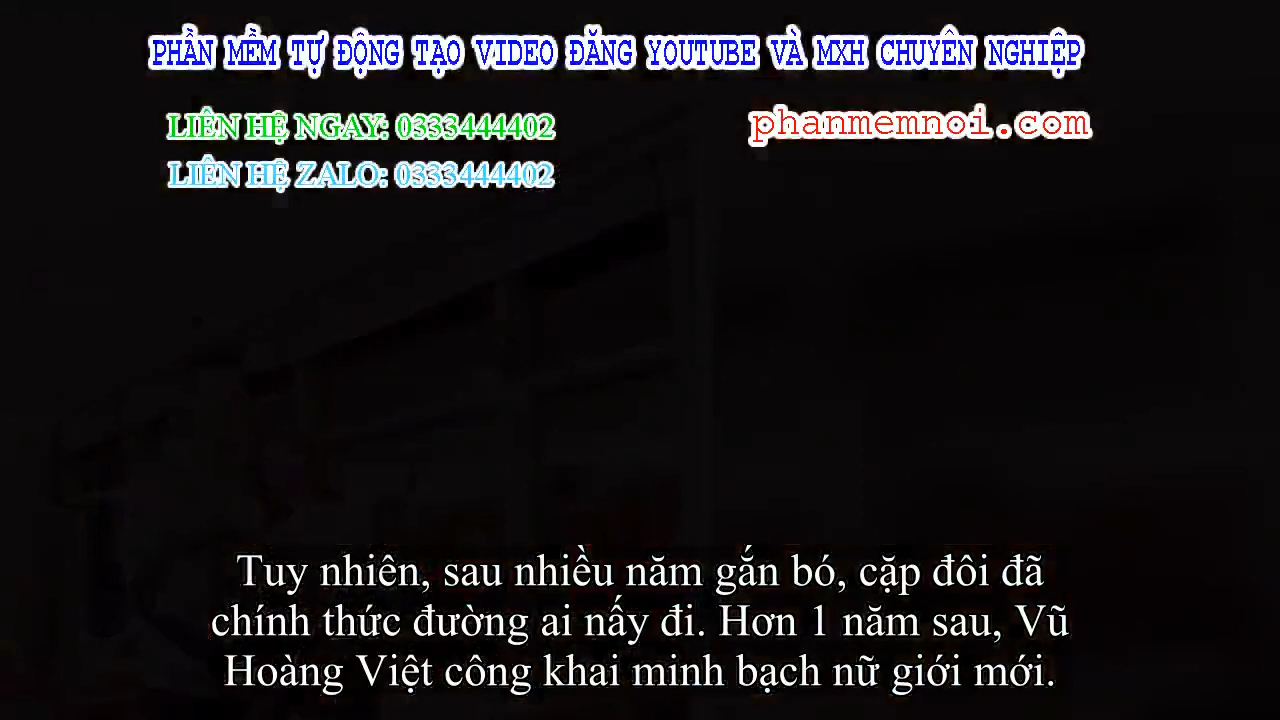 PHẦN MỀM TỰ ĐỘNG TẠO VIDEO ĐĂNG YOUTUBE VÀ MXH CHUYÊN NGHIỆP
LIÊN HỆ NGAY: 0333444402
phanmemnoi.com
LIÊN HỆ ZALO: 0333444402
Tuy nhiên, sau nhiều năm gắn bó, cặp đôi đã
chính thức đường ai nấy đi. Hơn 1 năm sau, Vũ
Hoàng Việt công khai minh bạch nữ giới mới.